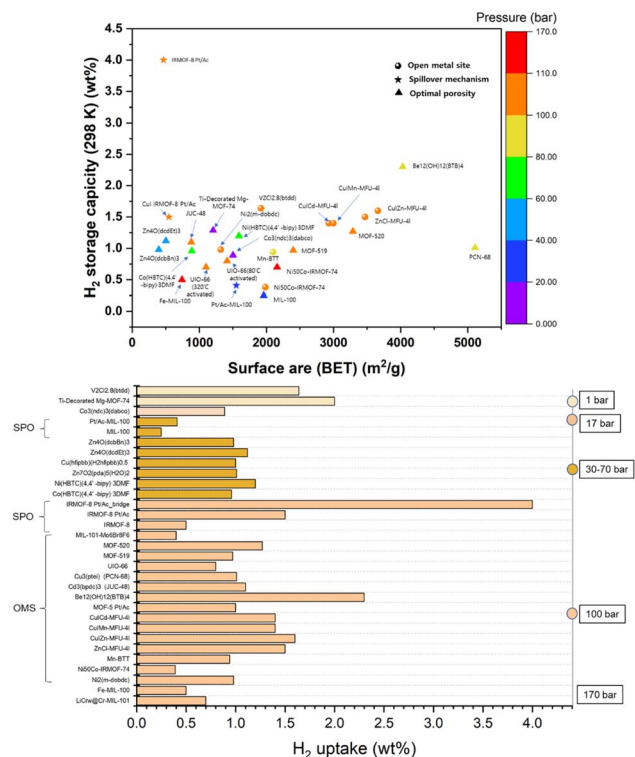 Pressure (bar)
4.5
4.0
3.5
3.0
2.5
2.0
1.5
1.0
0.5
0.0
H2 storage capicity (298 K) (wt%)
IRMOF-8 Pt/Ac
Open metal site
Spillover mechanism
Optimal porosity
Be12(OH)12(BTB)4
CuI IRMOF-8 Pt/Ac
JUC-48
Ti-Decorated Mg-
MOF-74
V2Cl2.8(btdd)
Ni2(m-dobdc)
Ni(HBTC)(4,4' -bipy)·3DMF
Co3(ndc)3(dabco)
CuICd-MFU-4l
CuIMn-MFU-4l
CuIZn-MFU-4l
ZnCl-MFU-4l
MOF-520
Zn4O(dcdEt)3
Zn4O(dcbBn)3
Mn-BTT
MOF-519
PCN-68
Co(HBTC)(4,4'
-bipy)·3DMF
Fe-MIL-100
UIO-66
(320℃
activated)
UIO-66(80℃
activated)
Pt/Ac-MIL-100
Ni50Co-IRMOF-74
Ni50Co-IRMOF-74
MIL-100
0
1000
2000
3000
4000
5000
6000
Surface are (BET) (m2/g)
170.0
110.0
80.00
60.00
40.00
20.00
0.000
V2Cl2.8(btdd)
Ti-Decorated Mg-MOF-74
Co3(ndc)3(dabco)
Pt/Ac-MIL-100
MIL-100
Zn4O(dcbBn)3
Zn4O(dcdEt)3
Cu(hfipbb)(H2hfipbb)0.5
Zn7O2(pda)5(H2O)2
Ni(HBTC)(4,4' -bipy)·3DMF
Co(HBTC)(4,4' -bipy)·3DMF
IRMOF-8 Pt/Ac_bridge
IRMOF-8 Pt/Ac
IRMOF-8
MIL-101-Mo6Br8F6
MOF-520
MOF-519
UIO-66
Cu3(ptei) (PCN-68)
Cd3(bpdc)3 (JUC-48)
Be12(OH)12(BTB)4
MOF-5 Pt/Ac
CuICd-MFU-4l
CuIMn-MFU-4l
CuIZn-MFU-4l
ZnCl-MFU-4l
Mn-BTT
Ni50Co-IRMOF-74
Ni2(m-dobdc)
Fe-MIL-100
LiCrw@Cr-MIL-101
SPO
SPO
OMS
1 bar
17 bar
30-70 bar
100 bar
170 bar
0.0
0.5
1.0
1.5
2.0
2.5
3.0
3.5
4.0
H2 uptake (wt%)